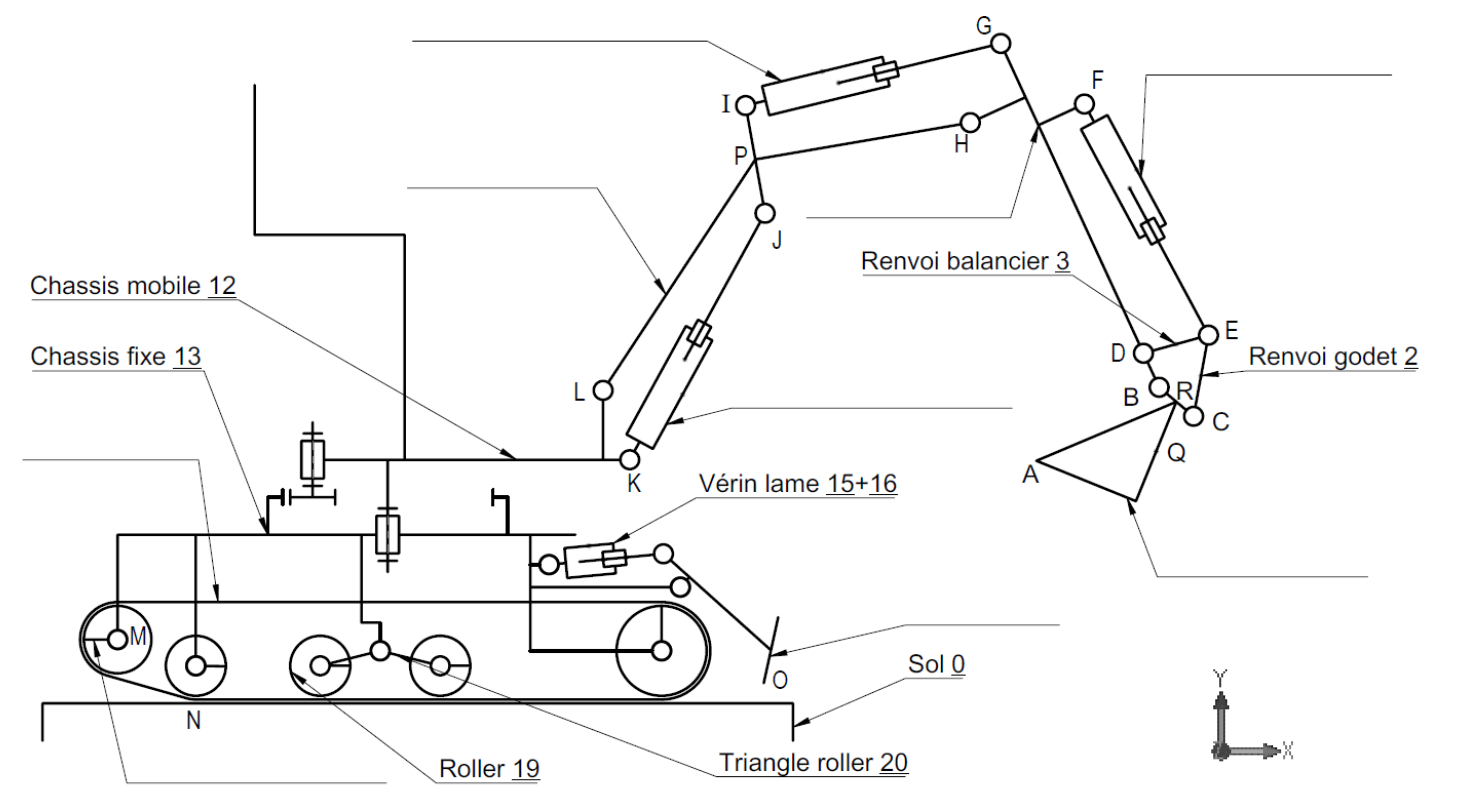 G
F
I
P
H
J
Renvoi balancier 3
Chassis mobile 12
E
D
Chassis fixe 13
Renvoi godet 2
L
B
R
C
Q
A
K
Vérin lame 15+16
M
Sol 0
O
N
Y
X
Roller 19
Triangle roller 20